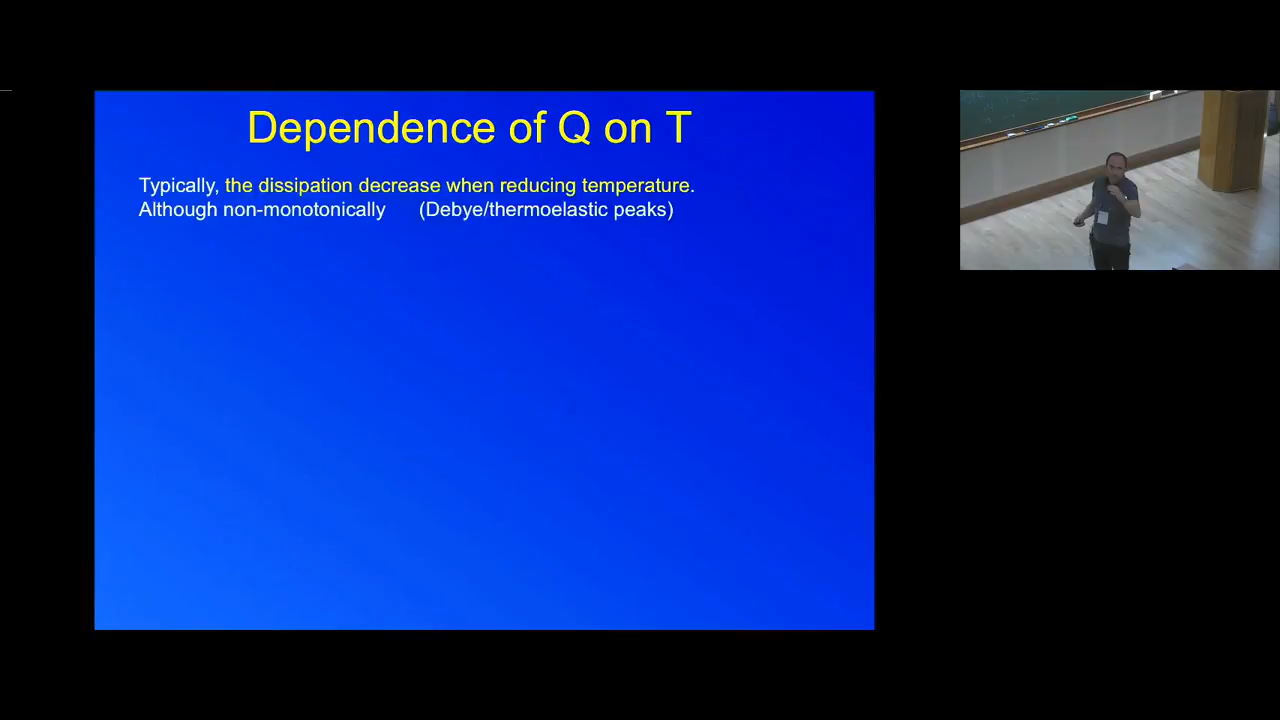 Dependence of Q on T
Typically, the dissipation decrease when reducing temperature.
Although non-monotonically (Debye/thermoelastic peaks)